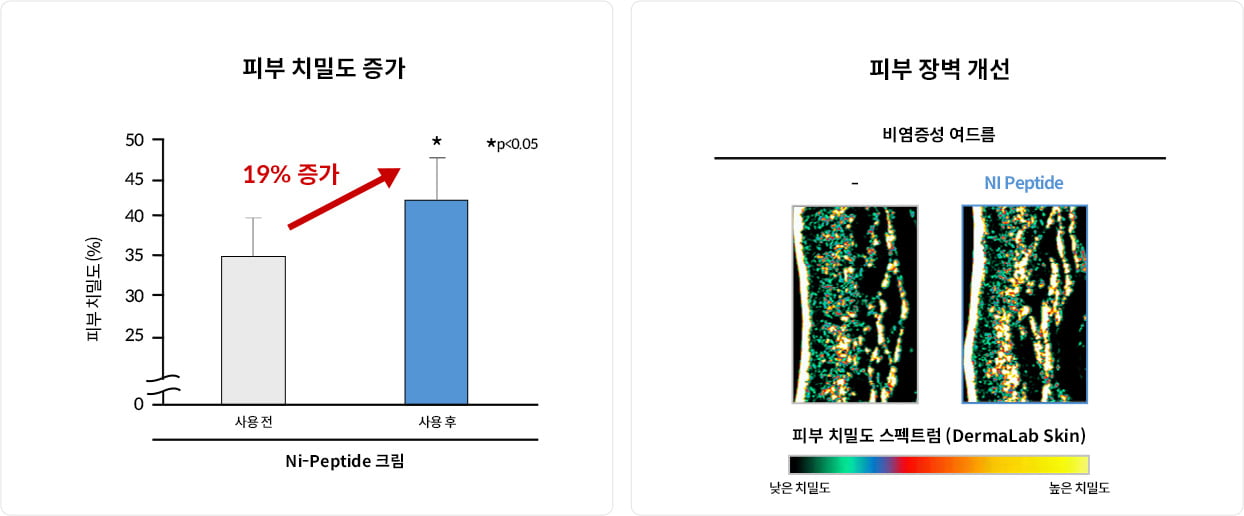 피부 치밀도 증가
50
45
40
35
30
25
0
피부 치밀도(%)
19% 증가
*
*p<0.05
사용 전
사용 후
Ni-Peptide 크림
피부 장벽 개선
비염증성 여드름
-
NI Peptide
피부 치밀도 스펙트럼 (DermaLab Skin)
낮은 치밀도
높은 치밀도